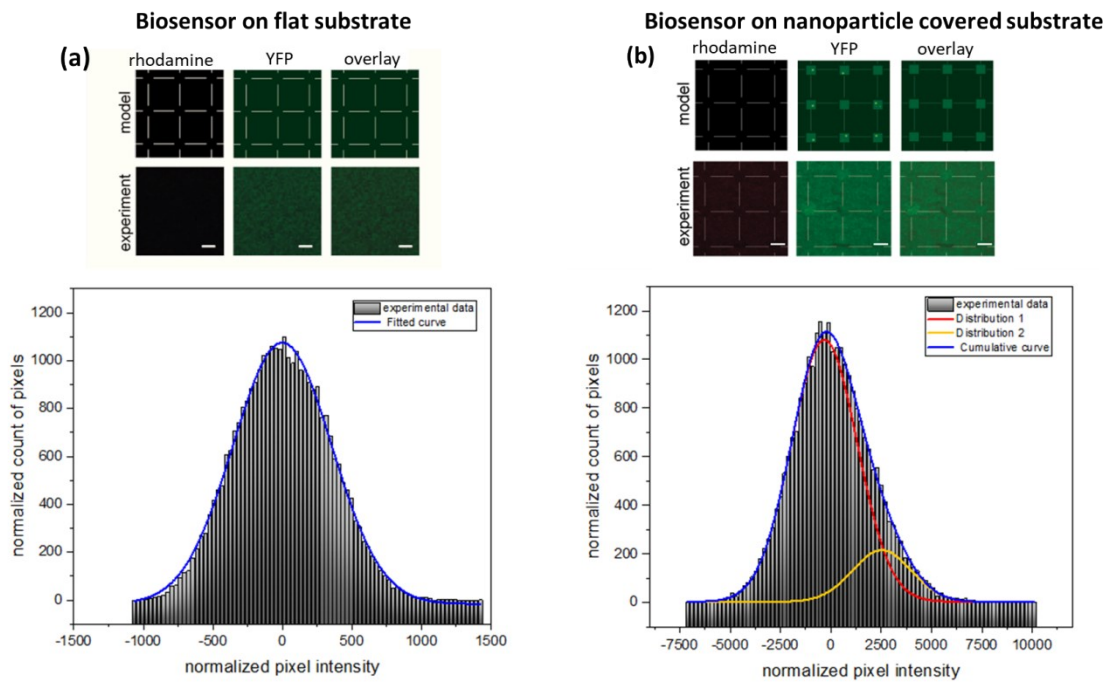 Biosensor on flat substrate
(a)
rhodamine YFP overlay
model
experiment
1200
1000
800
600
400
200
0
normalized count of pixels
experimental data
Fitted curve
-1500 -1000 -500 0 500 1000 1500
normalized pixel intensity
Biosensor on nanoparticle covered substrate
(b)
rhodamine YFP overlay
model
experiment
1200
1000
800
600
400
200
0
normalized count of pixels
experimental data
Distribution 1
Distribution 2
Cumulative curve
-7500 -5000 -2500 0 2500 5000 7500 10000
normalized pixel intensity